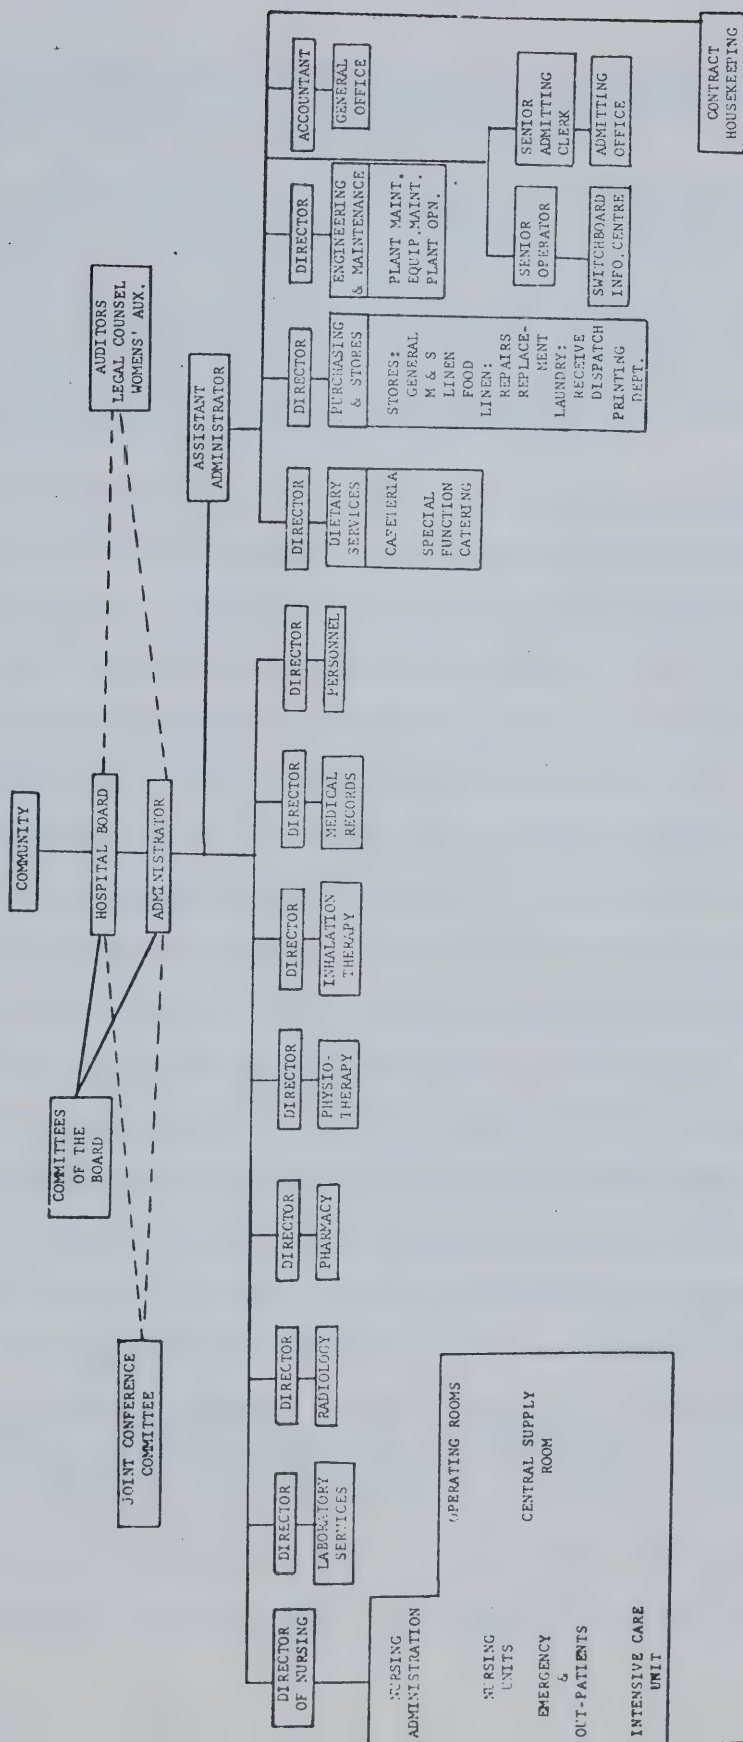 COMMUNITY
HOSPITAL BOARD
ADMINISTRATOR
COMMITTEES
OF THE
BOARD
JOINT CONFERENCE
COMMITTEE
AUDITORS
LEGAL COUNSEL
WOMENS' AUX.
ASSISTANT
ADMINISTRATOR
DIRECTOR
OF NURSING
NURSING
ADMINISTRATION
NURSING
UNITS
EMERGENCY
&
OUT-PATIENTS
INTENSIVE CARE
UNIT
OPERATING ROOMS
CENTRAL SUPPLY
ROOM
DIRECTOR
LABORATORY
SERVICES
DIRECTOR
RADIOLOGY
DIRECTOR
PHARMACY
DIRECTOR
PHYSIO-
THERAPY
DIRECTOR
INHALATION
THERAPY
DIRECTOR
MEDICAL
RECORDS
DIRECTOR
PERSONNEL
DIRECTOR
DIETARY
SERVICES
CAFETERIA
SPECIAL
FUNCTION
CATERING
DIRECTOR
PURCHASING
& STORES
STORES:
GENERAL
M & S
LINEN
FOOD
LINEN:
REPAIRS
REPLACE-
MENT
LAUNDRY:
RECEIVE
DISPATCH
PRINTING
DEPT.
DIRECTOR
ENGINEERING
& MAINTENANCE
PLANT MAINT.
EQUIP.MAINT.
PLANT OPN.
ACCOUNTANT
GENERAL
OFFICE
SENIOR
OPERATOR
SWITCHBOARD
INFO.CENTRE
SENIOR
ADMITTING
CLERK
ADMITTING
OFFICE
CONTRACT
HOUSEKEEPING